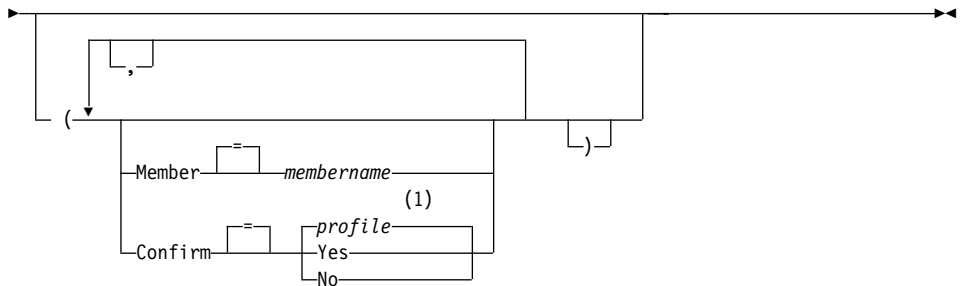 ,
(
)
=
Member membername
(1)
= profile
Confirm Yes
No